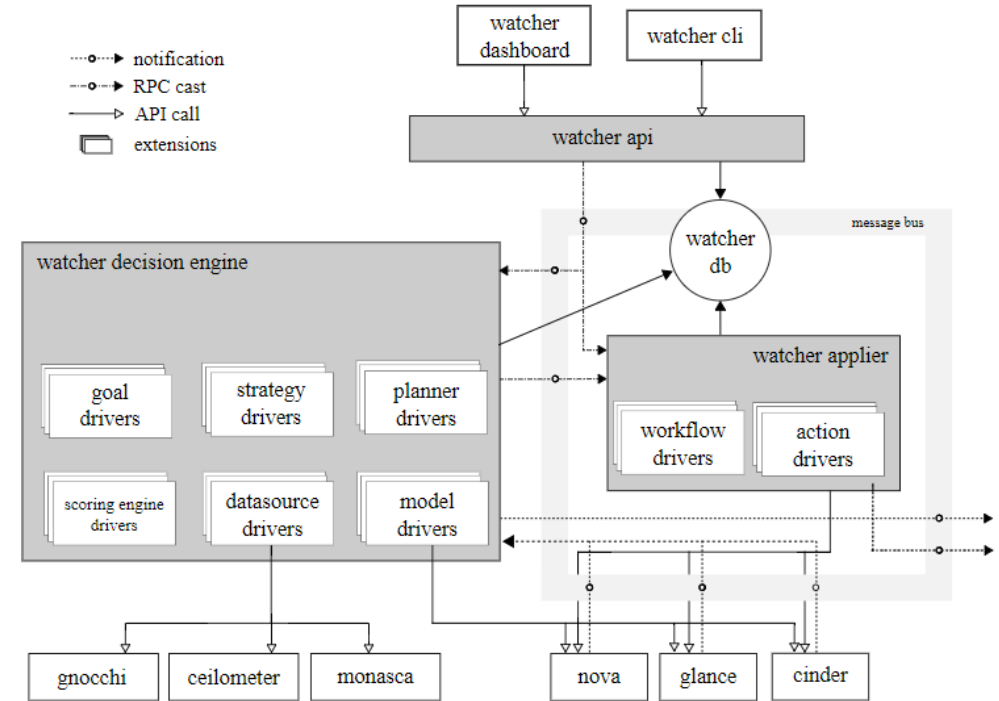 watcher
dashboard
watcher cli
notification
RPC cast
API call
extensions
watcher api
message bus
watcher
db
watcher decision engine
watcher applier
goal
drivers
strategy
drivers
planner
drivers
workflow
drivers
action
drivers
scoring engine
drivers
datasource
drivers
model
drivers
gnocchi
ceilometer
monasca
nova
glance
cinder